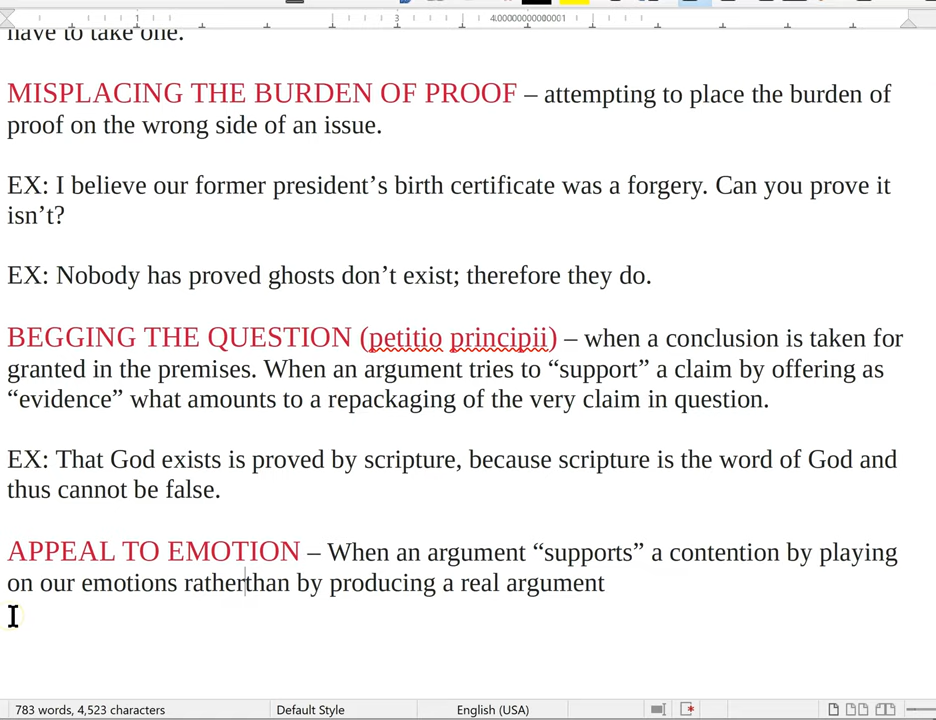 1 3 4.00000000000001
have to take one.
MISPLACING THE BURDEN OF PROOF – attempting to place the burden of
proof on the wrong side of an issue.
EX: I believe our former president’s birth certificate was a forgery. Can you prove it
isn’t?
EX: Nobody has proved ghosts don’t exist; therefore they do.
BEGGING THE QUESTION (petitio principii) – when a conclusion is taken for
granted in the premises. When an argument tries to “support” a claim by offering as
“evidence” what amounts to a repackaging of the very claim in question.
EX: That God exists is proved by scripture, because scripture is the word of God and
thus cannot be false.
APPEAL TO EMOTION – When an argument “supports” a contention by playing
on our emotions ratherthan by producing a real argument
783 words, 4,523 characters Default Style English (USA)